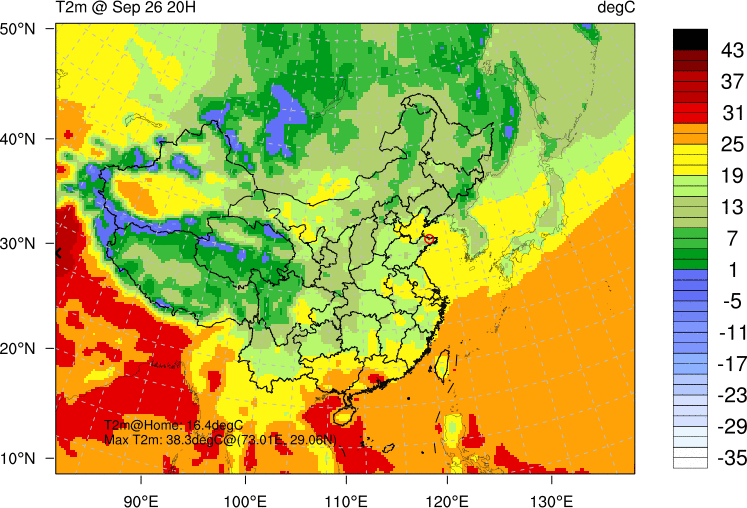 T2m @ Sep 26 20H
degC
50°N
40°N
30°N
20°N
10°N
90°E
100°E
110°E
120°E
130°E
T2m@Home: 16.4degC
Max T2m: 38.3degC@(73.01E, 29.06N)
43
37
31
25
19
13
7
1
-5
-11
-17
-23
-29
-35